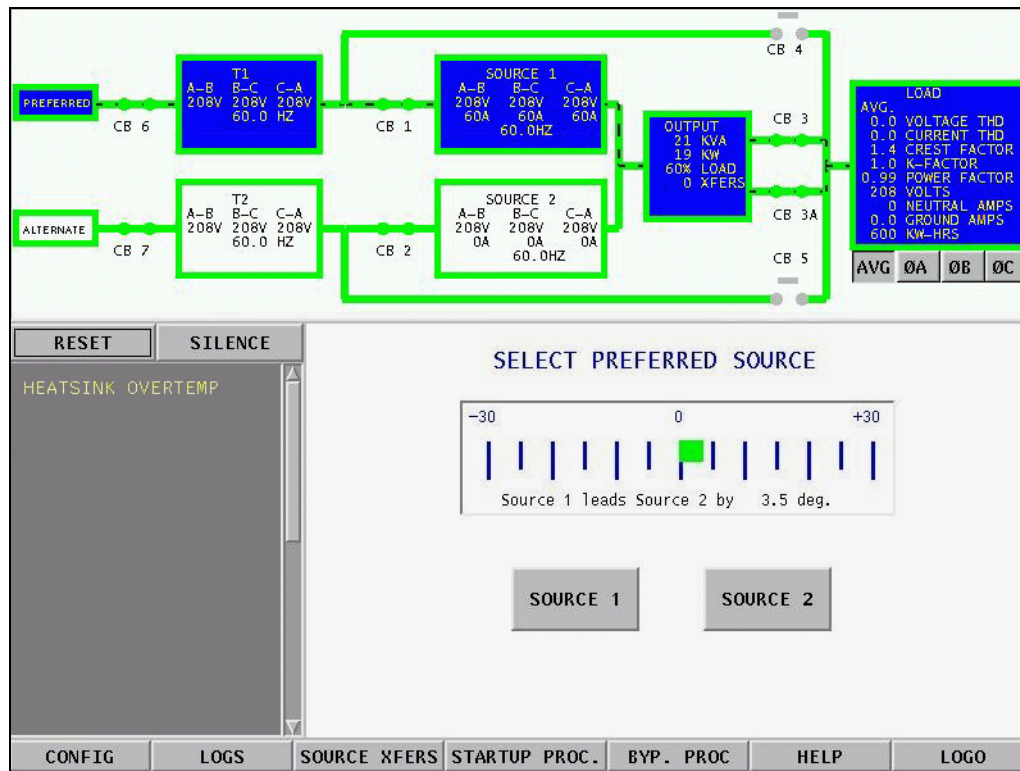 PREFERRED
CB 6
T1
A-B B-C C-A
208V 208V 208V
60.0 HZ
CB 1
SOURCE 1
A-B B-C C-A
208V 208V 208V
60A 60A 60A
60.0HZ
CB 4
OUTPUT
21 KVA
19 KW
60% LOAD
0 XFERS
CB 3
CB 3A
LOAD
AVG.
0.0 VOLTAGE THD
0.0 CURRENT THD
1.4 CREST FACTOR
1.0 K-FACTOR
0.99 POWER FACTOR
208 VOLTS
0 NEUTRAL AMPS
0.0 GROUND AMPS
600 KW-HRS
AVG ØA ØB ØC
ALTERNATE
CB 7
T2
A-B B-C C-A
208V 208V 208V
60.0 HZ
CB 2
SOURCE 2
A-B B-C C-A
208V 208V 208V
0A 0A 0A
60.0HZ
CB 5
RESET SILENCE
HEATSINK OVERTEMP
SELECT PREFERRED SOURCE
-30 0 +30
Source 1 leads Source 2 by 3.5 deg.
SOURCE 1 SOURCE 2
CONFIG LOGS SOURCE XFERS STARTUP PROC. BYP. PROC HELP LOGO